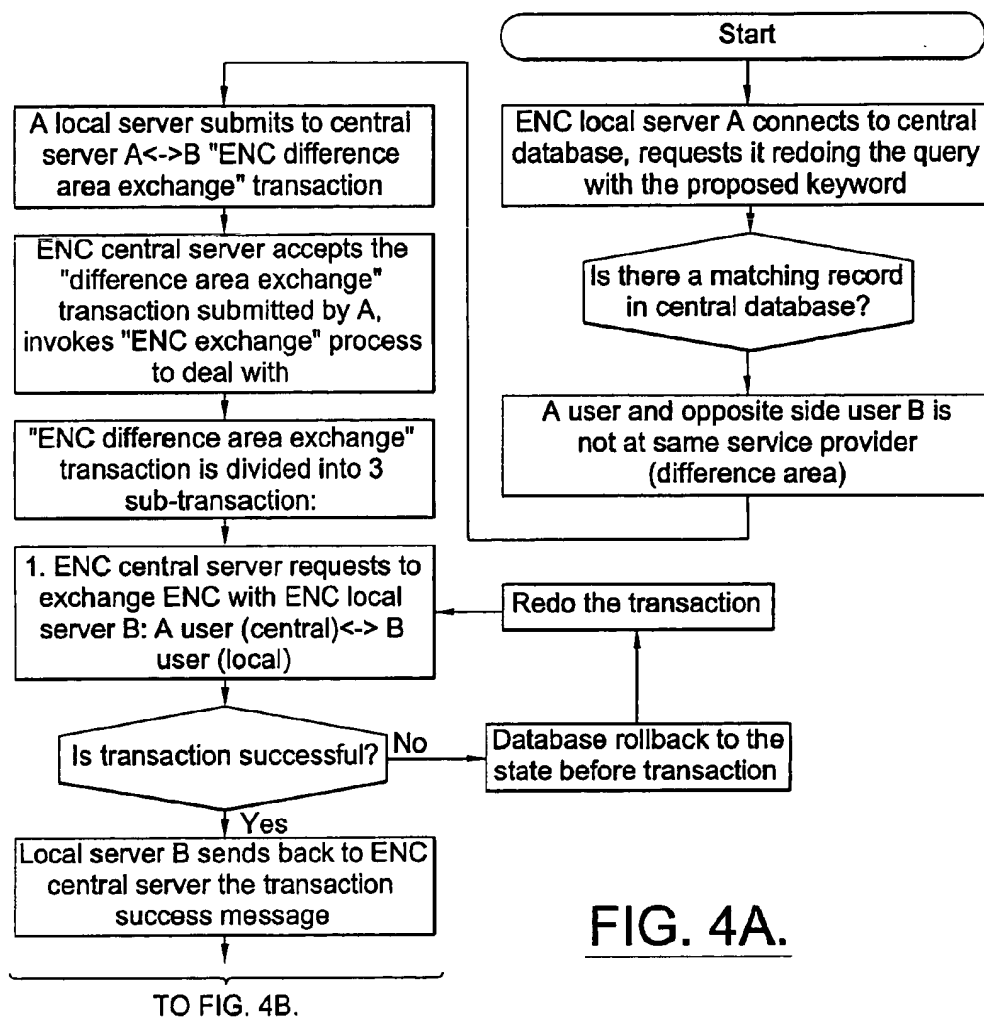 Start
ENC local server A connects to central
database, requests it redoing the query
with the proposed keyword
Is there a matching record
in central database?
A user and opposite side user B is
not at same service provider
(difference area)
A local server submits to central
server A<->B "ENC difference
area exchange" transaction
ENC central server accepts the
"difference area exchange"
transaction submitted by A,
invokes "ENC exchange" process
to deal with
"ENC difference area exchange"
transaction is divided into 3
sub-transaction:
1. ENC central server requests to
exchange ENC with ENC local
server B: A user (central)<-> B
user (local)
Redo the transaction
Is transaction successful?
No
Database rollback to the
state before transaction
Yes
Local server B sends back to ENC
central server the transaction
success message
TO FIG. 4B.
FIG. 4A.